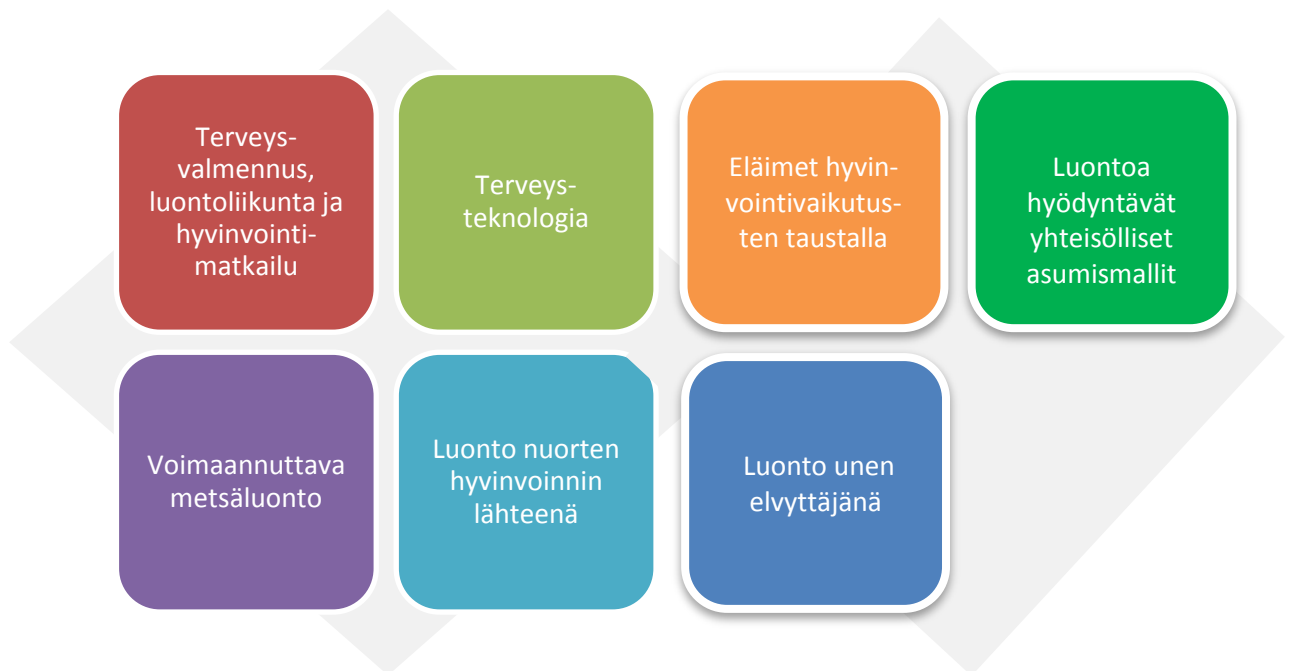 Terveys-
valmennus,
luontoliikunta ja
hyvinvointi-
matkailu
Terveys-
teknologia
Eläimet hyvin-
vointivaikutus-
ten taustalla
Luontoa
hyödyntävät
yhteisölliset
asumismallit
Voimaannuttava
metsäluonto
Luonto nuorten
hyvinvoinnin
lähteenä
Luonto unen
elvyttäjänä